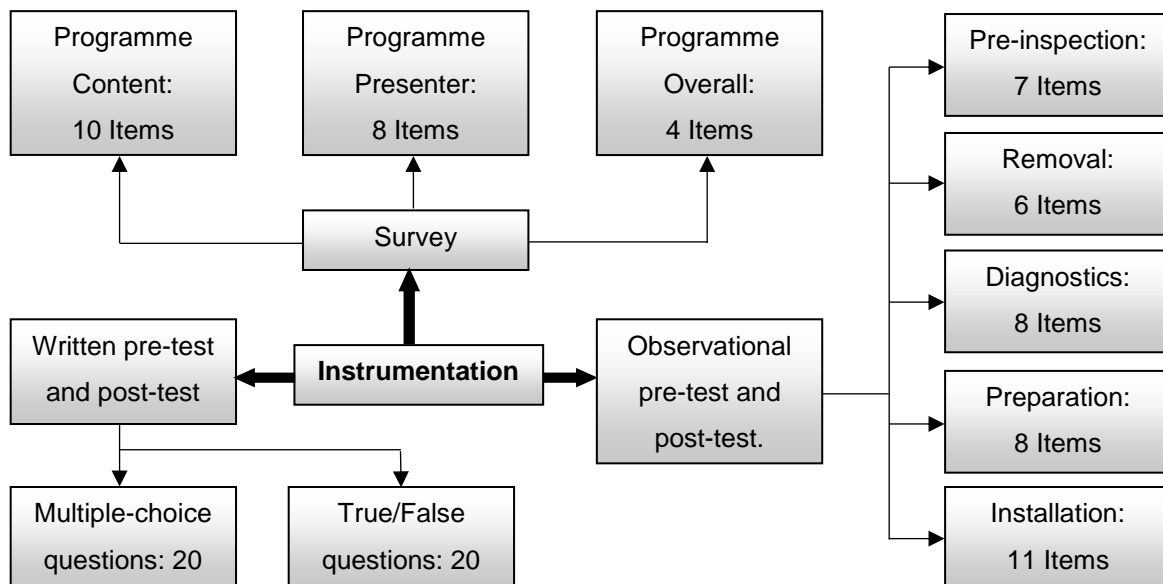 Programme
Content:
10 Items
Programme
Presenter:
8 Items
Programme
Overall:
4 Items
Pre-inspection:
7 Items
Removal:
6 Items
Survey
Diagnostics:
8 Items
Written pre-test
and post-test
Instrumentation
Observational
pre-test and
post-test.
Preparation:
8 Items
Multiple-choice
questions: 20
True/False
questions: 20
Installation:
11 Items